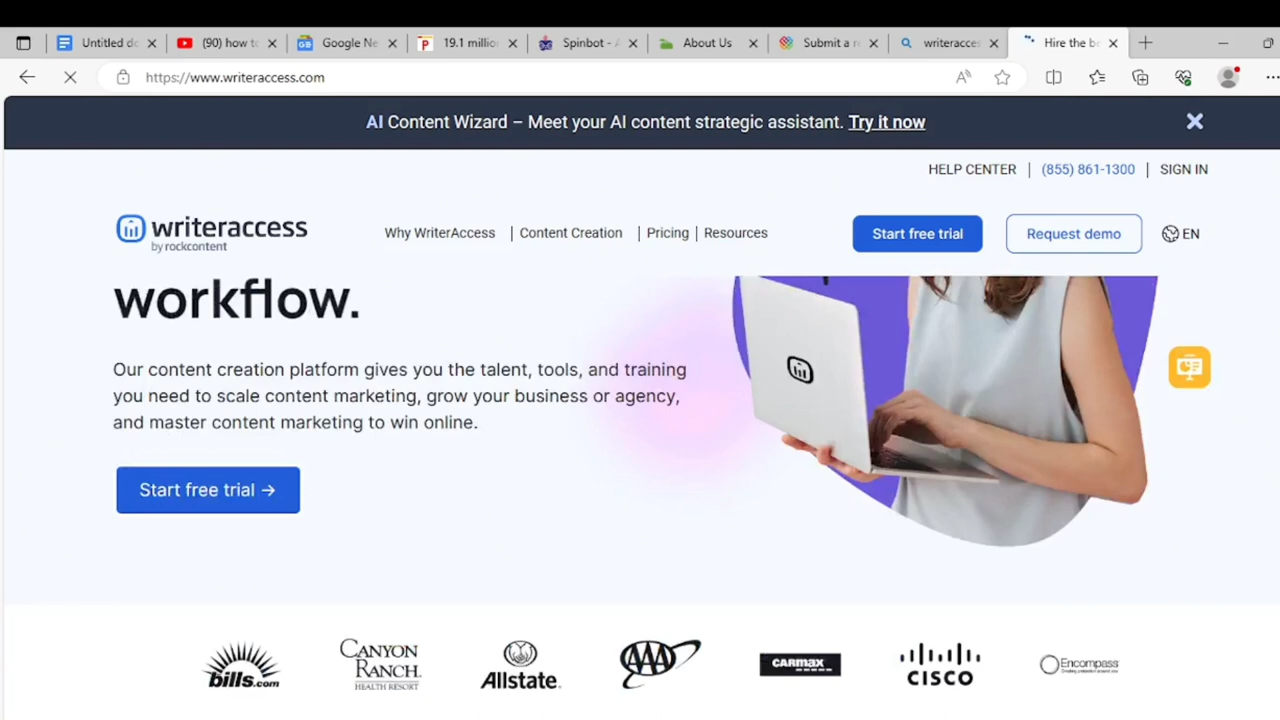 Untitled do
(90) how to
Google Ne
19.1 millio
Spinbot - A
About Us
Submit a re
writeracces
Hire the be
https://www.writeraccess.com
AI Content Wizard – Meet your AI content strategic assistant. Try it now
HELP CENTER | (855) 861-1300 | SIGN IN
writeraccess
by rockcontent
Why WriterAccess | Content Creation | Pricing | Resources
Start free trial
Request demo
EN
workflow.
Our content creation platform gives you the talent, tools, and training
you need to scale content marketing, grow your business or agency,
and master content marketing to win online.
Start free trial →
bills.com
CANYON
RANCH
HEALTH RESORT
Allstate
AAA
CARMAX
CISCO
Encompass